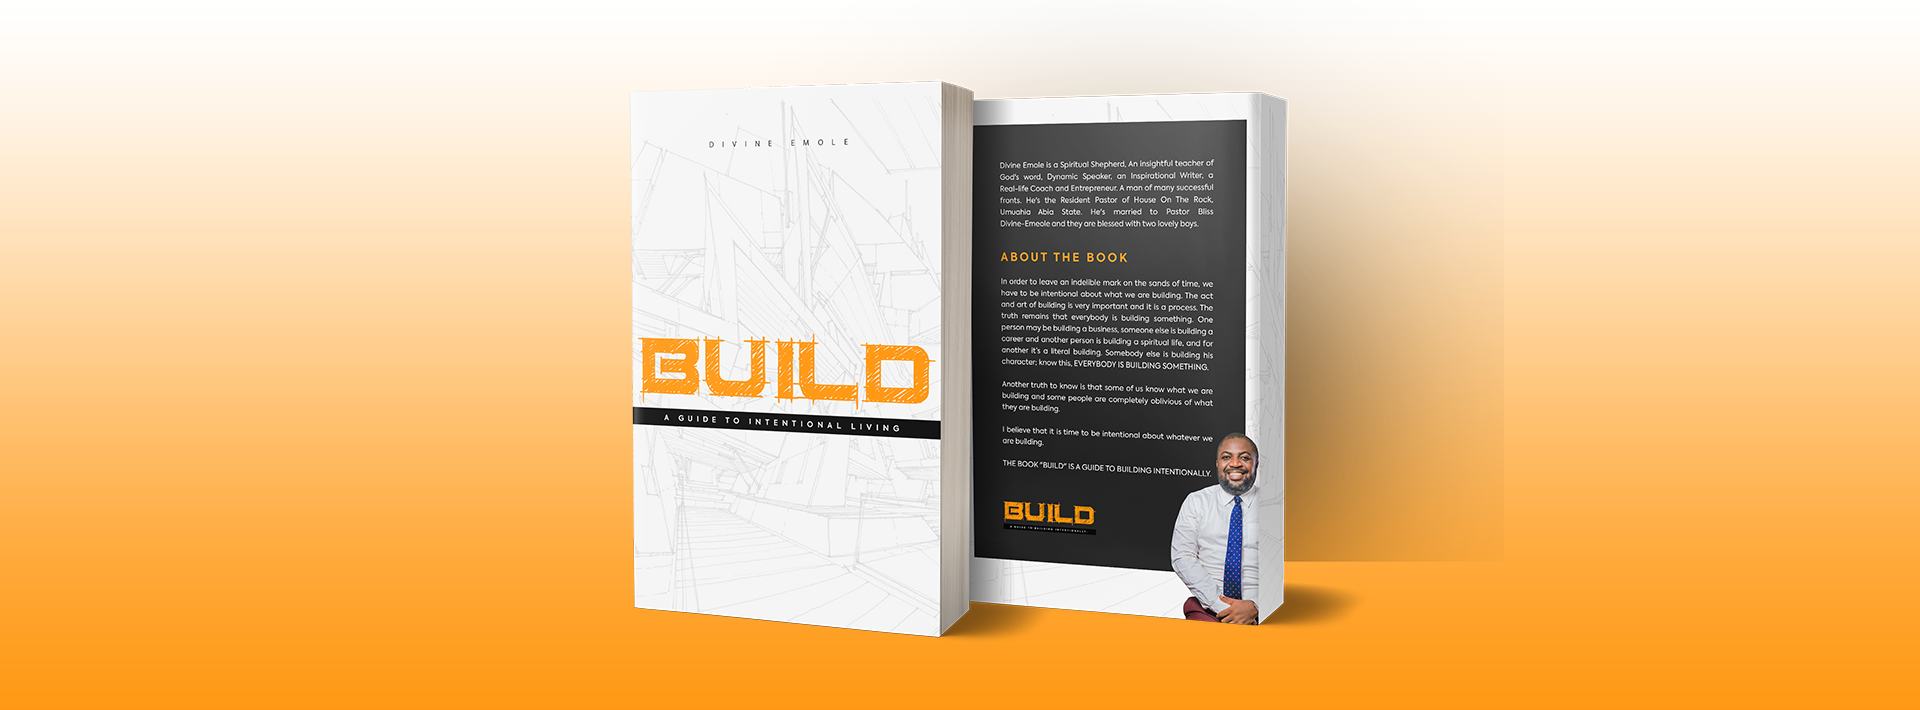 DIVINE EMOLE
BUILD
A GUIDE TO INTENTIONAL LIVING
Divine Emole is a Spiritual Shepherd, An insightful teacher of
God's word, Dynamic Speaker, an Inspirational Writer, a
Real-life Coach and Entrepreneur. A man of many successful
fronts. He's the Resident Pastor of House On The Rock,
Umuahia Abia State. He's married to Pastor Bliss
Divine-Emeole and they are blessed with two lovely boys.
ABOUT THE BOOK
In order to leave an indelible mark on the sands of time, we
have to be intentional about what we are building. The act
and art of building is very important and it is a process. The
truth remains that everybody is building something. One
person may be building a business, someone else is building a
career and another person is building a spiritual life, and for
another it's a literal building. Somebody else is building his
character; know this, EVERYBODY IS BUILDING SOMETHING.
Another truth to know is that some of us know what we are
building and some people are completely oblivious of what
they are building.
I believe that it is time to be intentional about whatever we
are building.
THE BOOK "BUILD" IS A GUIDE TO BUILDING INTENTIONALLY.
BUILD
A GUIDE TO BUILDING INTENTIONALLY.